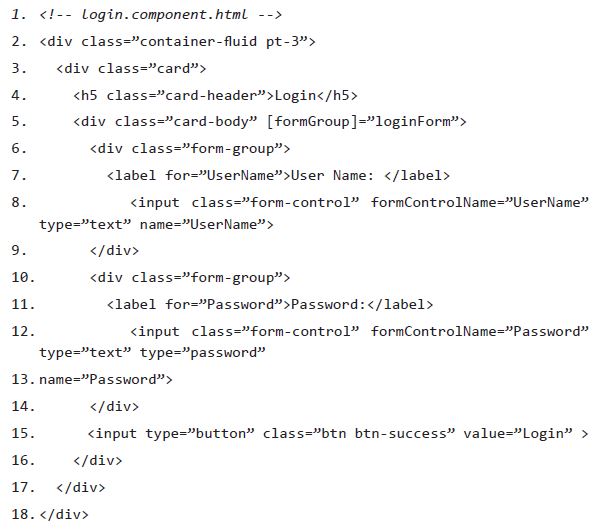 1. <!-- login.component.html -->
2. <div class=”container-fluid pt-3”>
3. <div class=”card”>
4. <h5 class=”card-header”>Login</h5>
5. <div class=”card-body” [formGroup]=”loginForm”>
6. <div class=”form-group”>
7. <label for=”UserName”>User Name: </label>
8. <input class=”form-control” formControlName=”UserName”
type=”text” name=”UserName”>
9. </div>
10. <div class=”form-group”>
11. <label for=”Password”>Password:</label>
12. <input class=”form-control” formControlName=”Password”
type=”text” type=”password”
13. name=”Password”>
14. </div>
15. <input type=”button” class=”btn btn-success” value=”Login” >
16. </div>
17. </div>
18. </div>